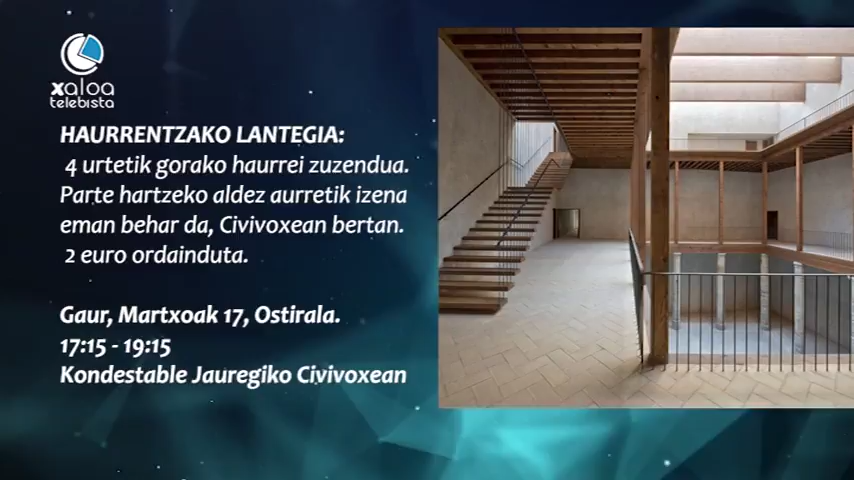 xaloa
telebista
HAURRENTZAKO LANTEGIA:
4 urtetik gorako haurrei zuzendua.
Parte hartzeko aldez aurretik izena
eman behar da, Civivoxean bertan.
2 euro ordainduta.
Gaur, Martxoak 17, Ostirala.
17:15 - 19:15
Kondestable Jauregiko Civivoxean